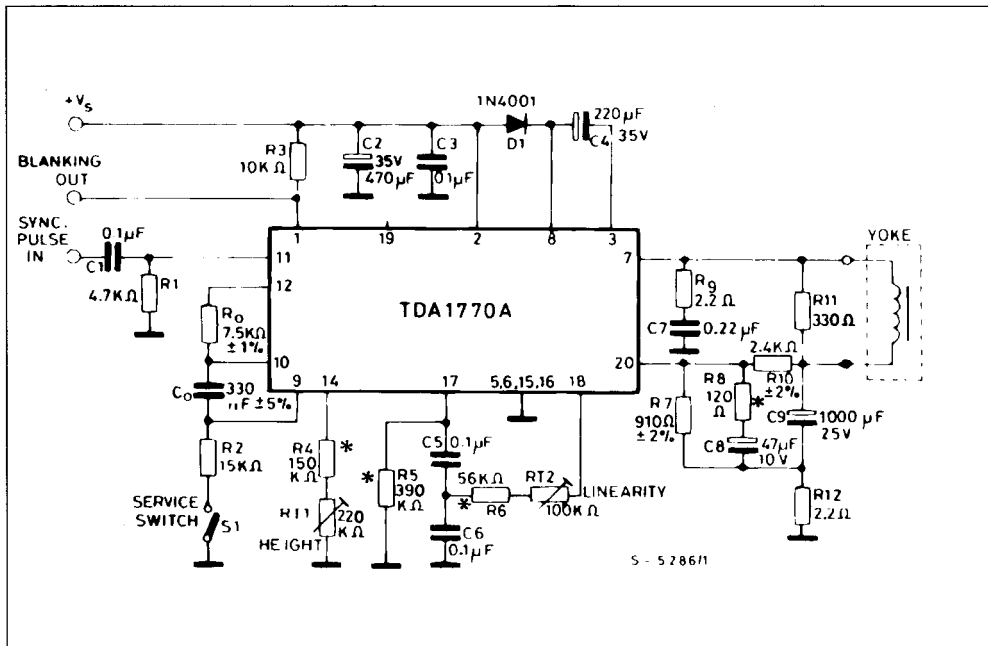 +Vs
1N4001
D1
220 µF
C4 35V
R3
10KΩ
C2
35V
470µF
C3
0.1µF
BLANKING
OUT
SYNC.
PULSE
IN
0.1µF
C1
R1
4.7KΩ
1 19 2 8 3
11
12
10
9 14 17 5,6,15,16 18
7
20
TDA1770A
YOKE
Ro
7.5KΩ
±1%
Co
330
nF ±5%
R2
15KΩ
SERVICE
SWITCH
S1
R4 *
150
KΩ
RT1
220
KΩ
HEIGHT
* R5
390
KΩ
C5 0.1µF
56KΩ
* R6
RT2
100KΩ
LINEARITY
C6
0.1µF
R9
2.2Ω
C7 0.22µF
R11
330Ω
2.4KΩ
R10
±2%
R7
910Ω
±2%
R8
120
Ω *
C8 47µF
10V
C9 1000µF
25V
R12
2.2Ω
S - 5286/1